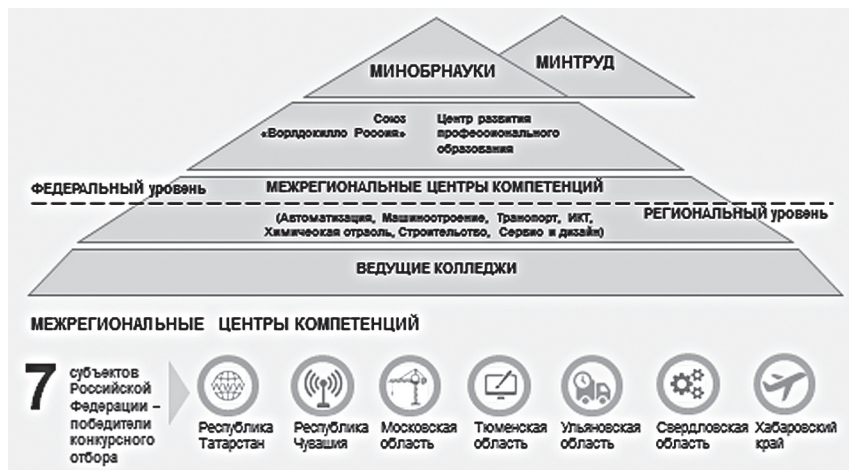 МИНОБРНАУКИ
МИНТРУД
Союз
«Ворлдокилло Россия»
Центр развития
профессионального
образования
ФЕДЕРАЛЬНЫЙ уровень
МЕЖРЕГИОНАЛЬНЫЕ ЦЕНТРЫ КОМПЕТЕНЦИЙ
РЕГИОНАЛЬНЫЙ уровень
(Автоматизация, Машиностроение, Транспорт, ИКТ,
Химическая отрасль, Строительство, Сервис и дизайн)
ВЕДУЩИЕ КОЛЛЕДЖИ
МЕЖРЕГИОНАЛЬНЫЕ ЦЕНТРЫ КОМПЕТЕНЦИЙ
7
субъектов
Российской
Федерации –
победители
конкурсного
отбора
Республика
Татарстан
Республика
Чувашия
Московская
область
Тюменская
область
Ульяновская
область
Свердловская
область
Хабаровский
край